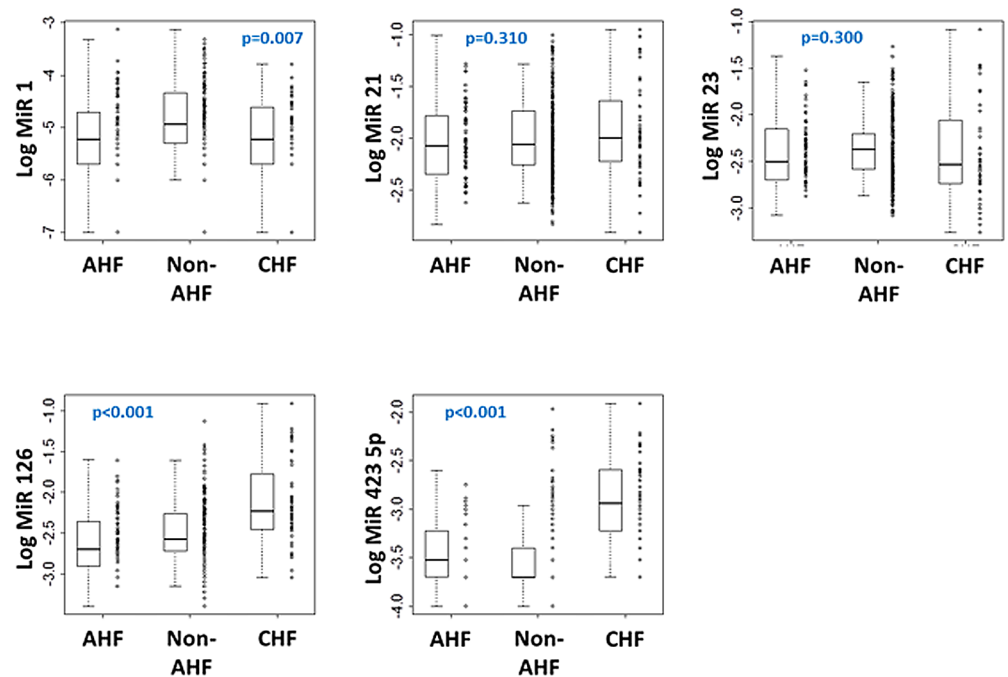 Log MiR 1
-3
-4
-5
-6
-7
p=0.007
AHF Non-AHF CHF
Log MiR 21
-1.0
-1.5
-2.0
-2.5
p=0.310
AHF Non-AHF CHF
Log MiR 23
-1.0
-1.5
-2.0
-2.5
-3.0
p=0.300
AHF Non-AHF CHF
Log MiR 126
-1.0
-1.5
-2.0
-2.5
-3.0
p<0.001
AHF Non-AHF CHF
Log MiR 423 5p
-2.0
-2.5
-3.0
-3.5
-4.0
p<0.001
AHF Non-AHF CHF